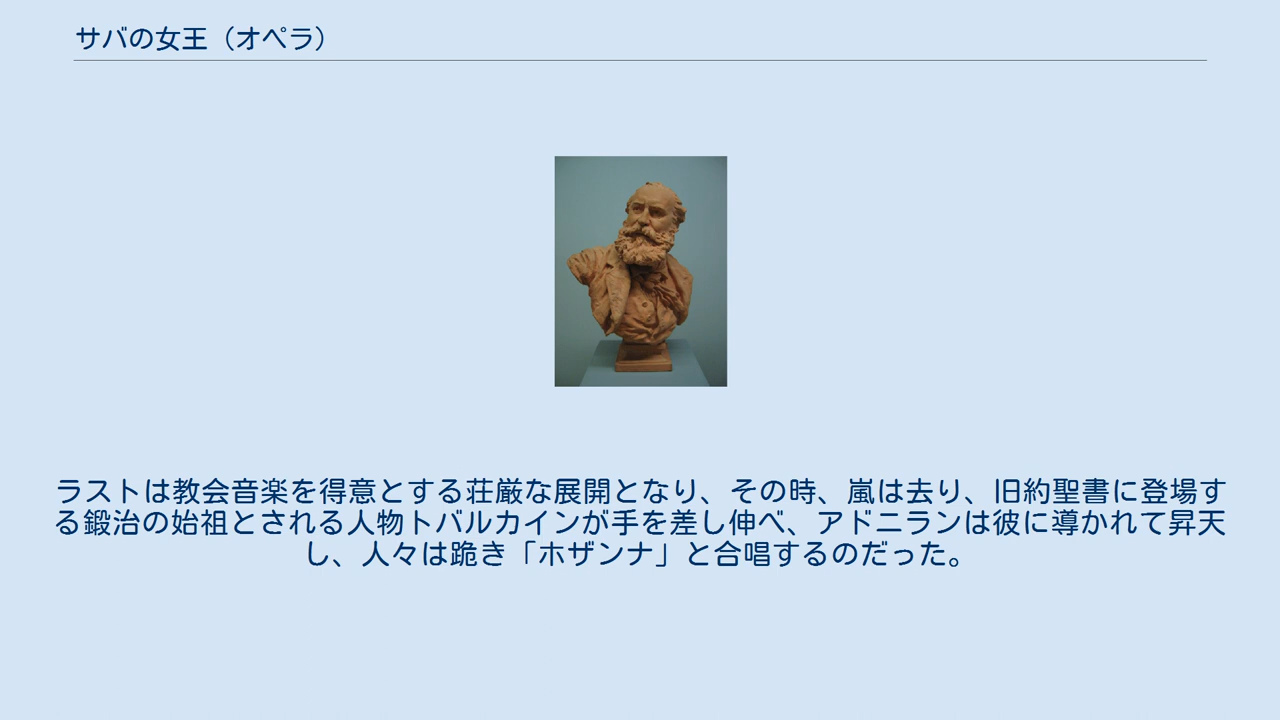 サバの女王（オペラ）
ラストは教会音楽を得意とする荘厳な展開となり、その時、嵐は去り、旧約聖書に登場す
る鍛冶の始祖とされる人物トバルカインが手を差し伸べ、アドニランは彼に導かれて昇天
し、人々は跪き「ホザンナ」と合唱するのだった。